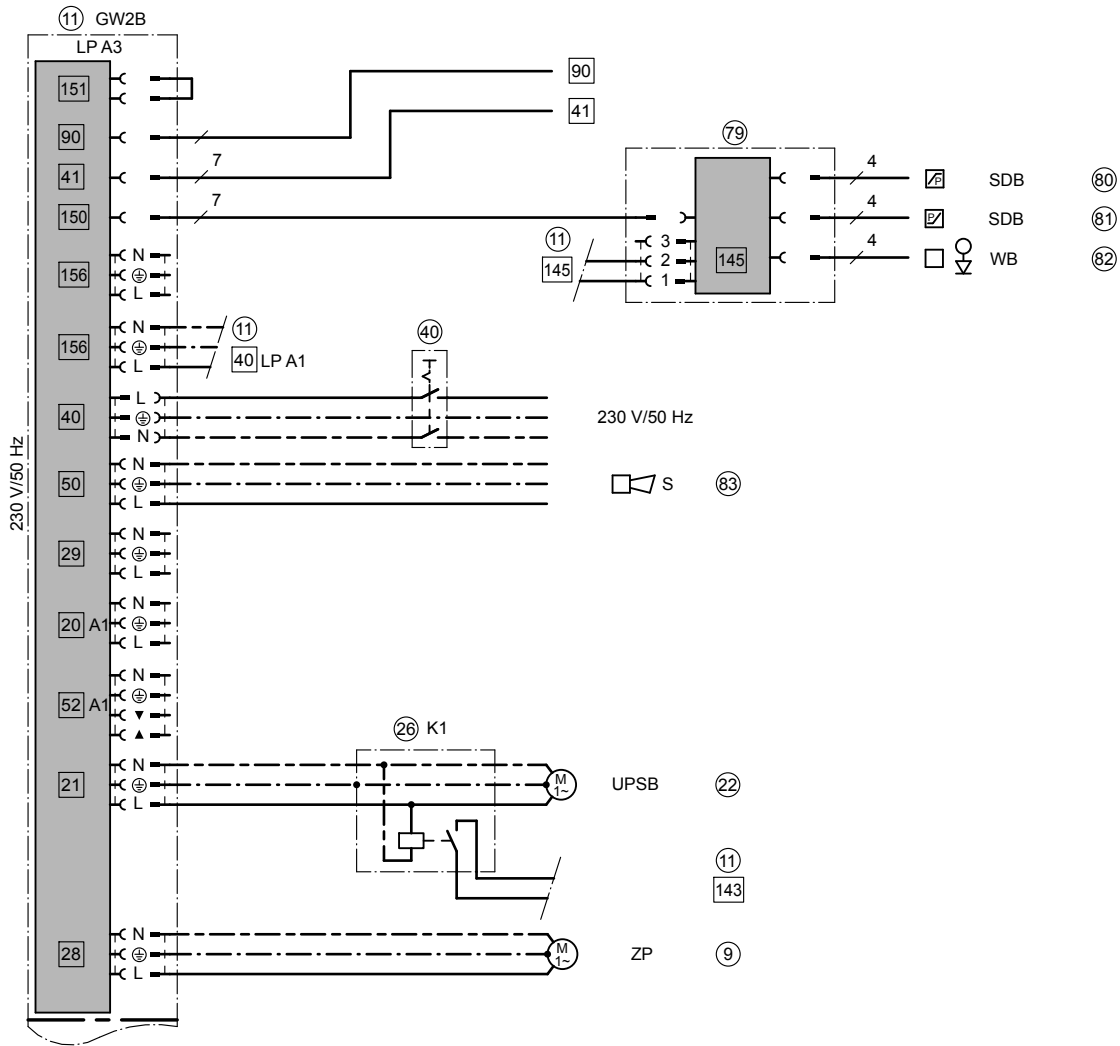 11 GW2B
LP A3
151
90
90
41
41
7
150
7
79
4
SDB
80
4
SDB
81
4
WB
82
P
P
11
145
3
2
1
145
156
N
L
156
N
L
11
40 LP A1
40
40
L
N
230 V/50 Hz
230 V/50 Hz
50
N
L
S
83
29
N
L
20 A1
N
L
52 A1
N
26 K1
21
N
L
M
1~
UPSB
22
11
143
28
N
L
M
1~
ZP
9